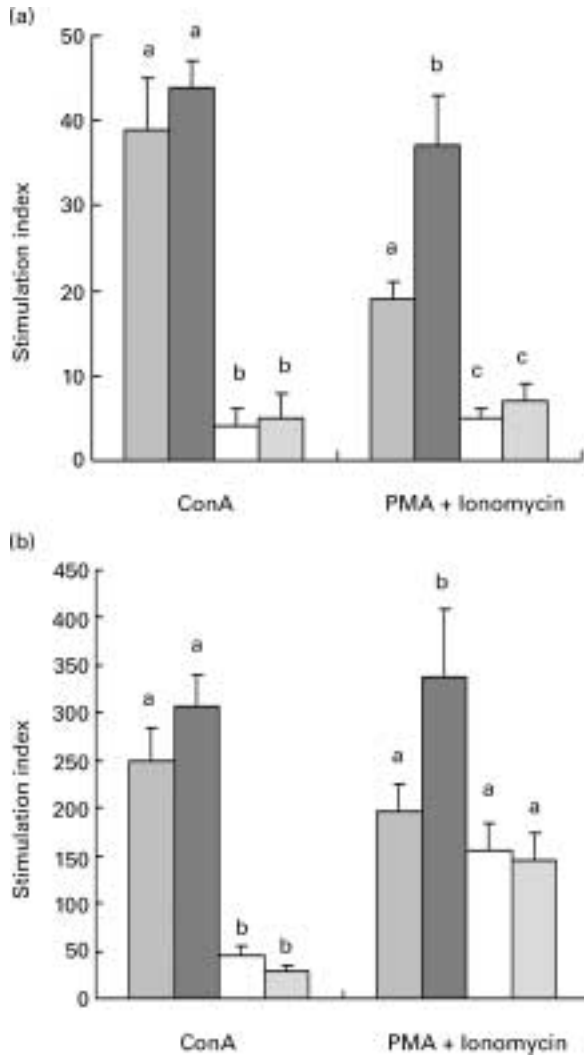 (a)
50
40
30
20
10
0
Stimulation index
a
a
b
b
a
b
c
c
ConA
PMA + Ionomycin
(b)
450
400
350
300
250
200
150
100
50
0
Stimulation index
a
a
b
b
a
b
a
a
ConA
PMA + Ionomycin